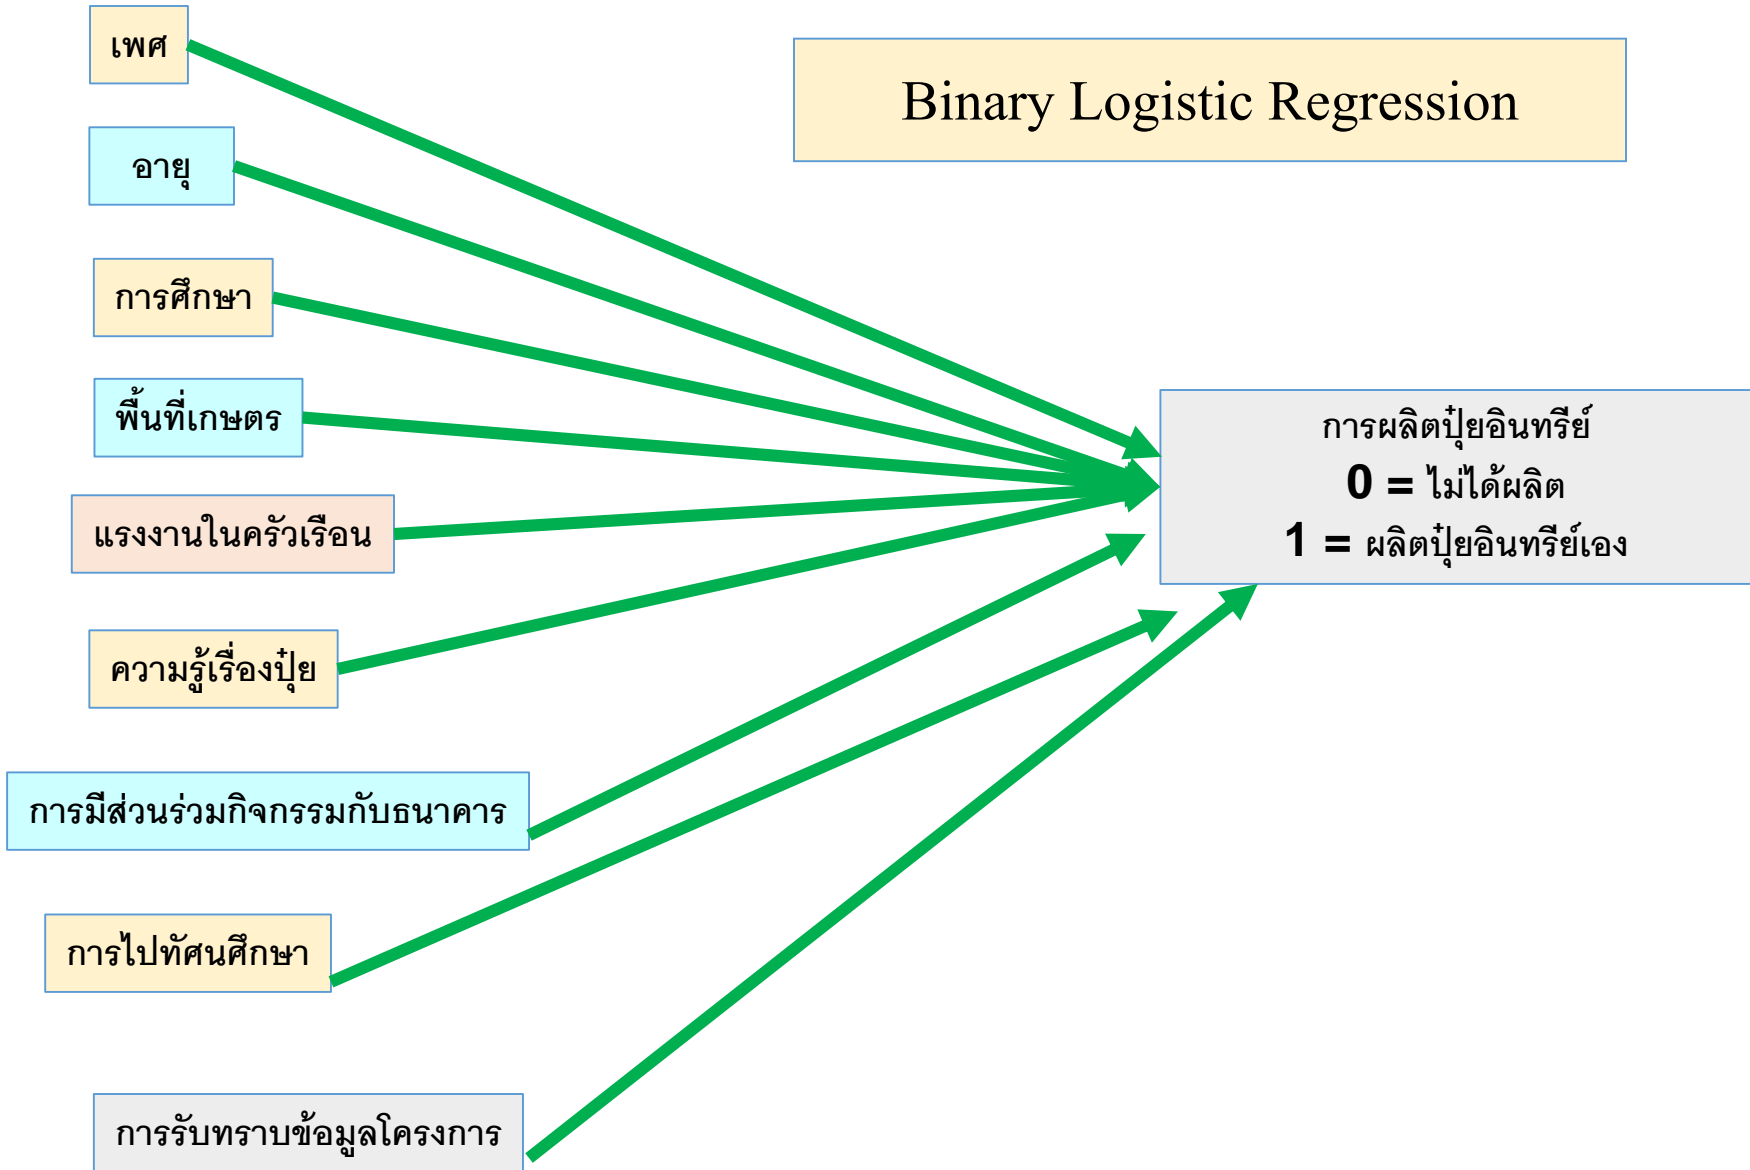 เพศ
Binary Logistic Regression
อายุ
การศึกษา
พื้นที่เกษตร
แรงงานในครัวเรือน
ความรู้เรื่องปุ๋ย
การมีส่วนร่วมกิจกรรมกับธนาคาร
การไปทัศนศึกษา
การรับทราบข้อมูลโครงการ
การผลิตปุ๋ยอินทรีย์
0 = ไม่ได้ผลิต
1 = ผลิตปุ๋ยอินทรีย์เอง